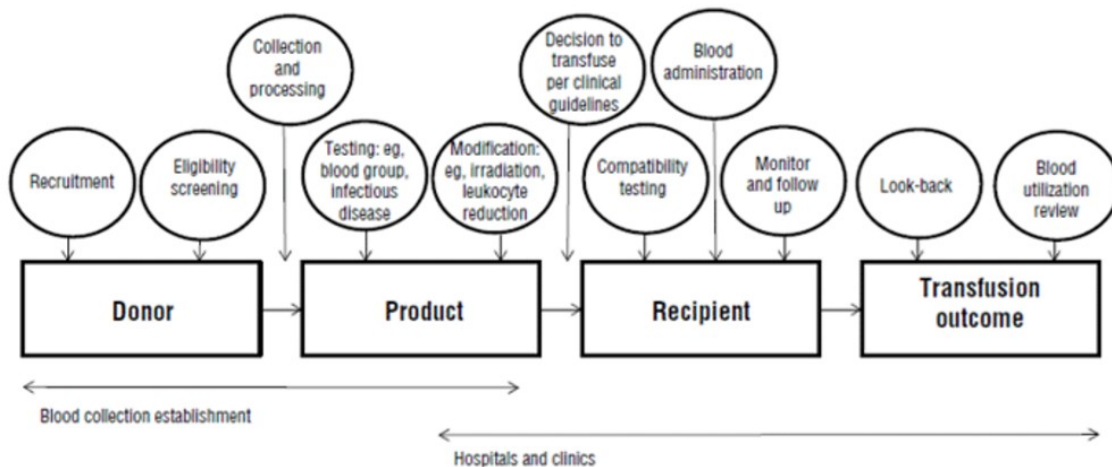 Collection
and
processing
Decision to
transfuse
per clinical
guidelines
Blood
administration
Recruitment
Eligibility
screening
Testing: eg,
blood group,
infectious
disease
Modification:
eg, irradiation,
leukocyte
reduction
Compatibility
testing
Monitor
and follow
up
Look-back
Blood
utilization
review
Donor
Product
Recipient
Transfusion
outcome
Blood collection establishment
Hospitals and clinics